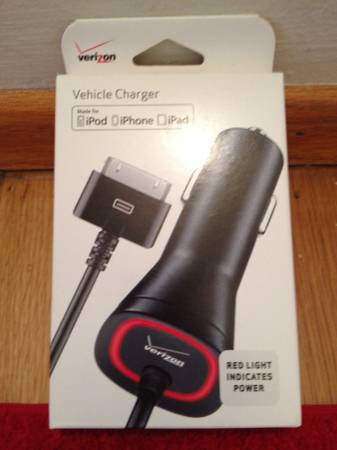 verizon
Vehicle Charger
Made for
iPod iPhone iPad
verizon
RED LIGHT
INDICATES
POWER